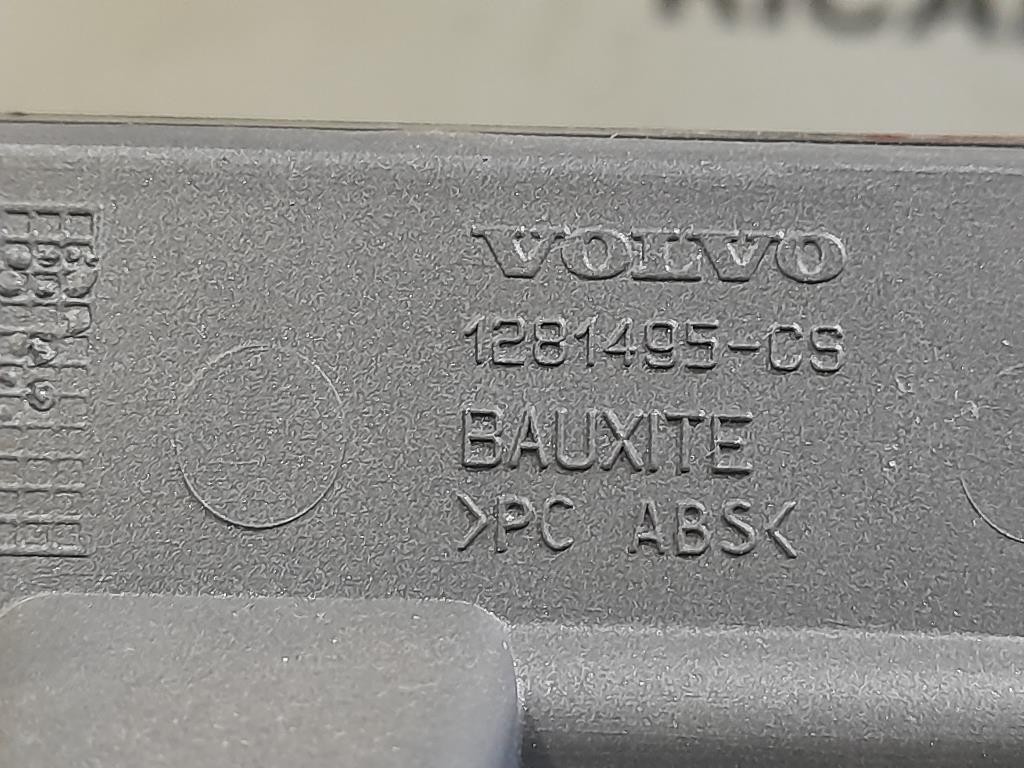 VOLVO
1281495-CS
BAUXITE
>PC ABS<